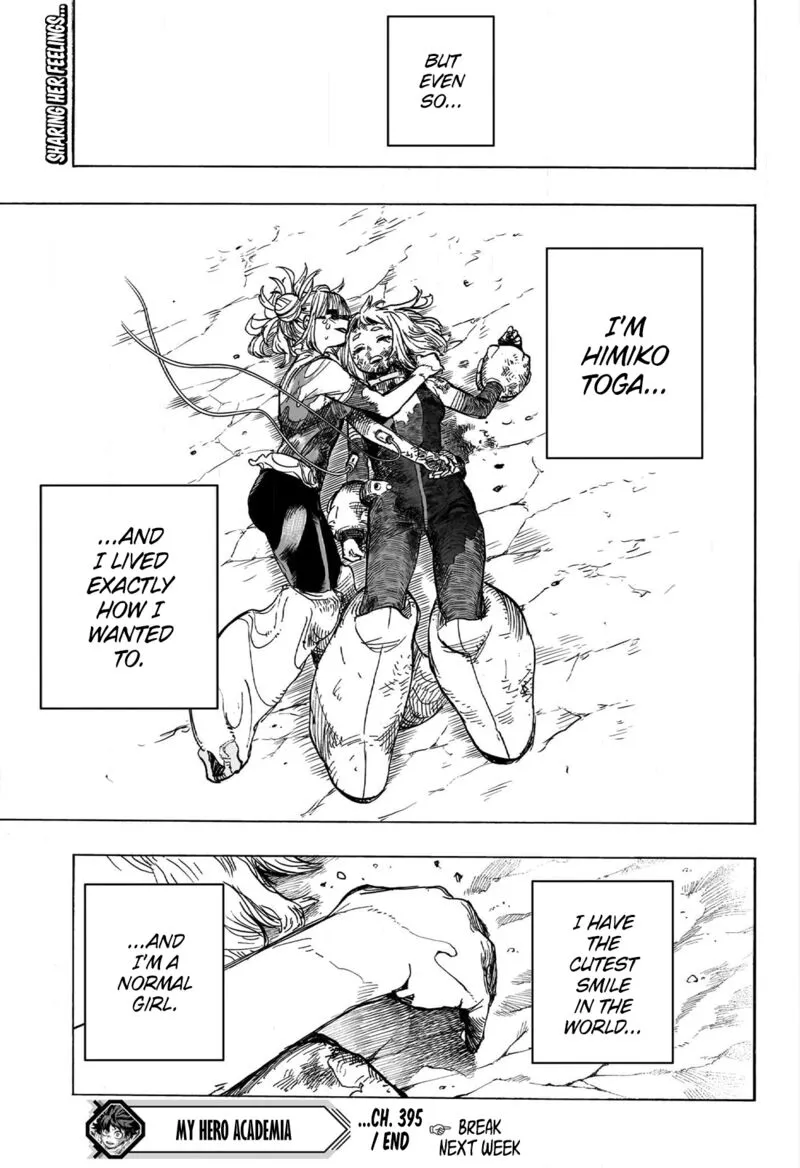 SHARING HER FEELINGS...
BUT
EVEN
SO...
I'M
HIMIKO
TOGA...
...AND
I LIVED
EXACTLY
HOW I
WANTED
TO.
I HAVE
THE
CUTEST
SMILE
IN THE
WORLD...
...AND
I'M A
NORMAL
GIRL.
MY HERO ACADEMIA
...CH. 395
/ END
☞ BREAK
NEXT WEEK